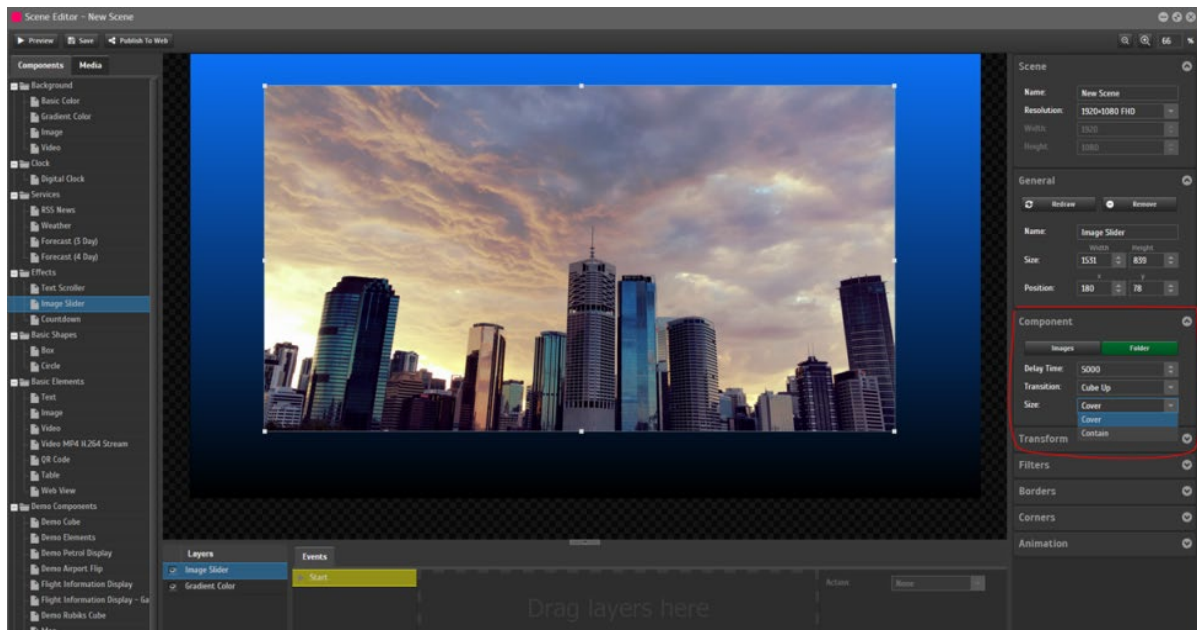 Scene Editor - New Scene
Preview Save Publish To Web
66 %
Components Media
Background
Basic Color
Gradient Color
Image
Video
Clock
Digital Clock
Services
RSS News
Weather
Forecast (3 Day)
Forecast (4 Day)
Effects
Text Scroller
Image Slider
Countdown
Basic Shapes
Box
Circle
Basic Elements
Text
Image
Video
Video MP4 H.264 Stream
QR Code
Table
Web View
Demo Components
Demo Cube
Demo Elements
Demo Petrol Display
Demo Airport Flip
Flight Information Display
Flight Information Display - Ga
Demo Rubiks Cube
Layers
Image Slider
Gradient Color
Events
Start
Drag layers here
Action: None
Scene
Name: New Scene
Resolution: 1920×1080 FHD
Width: 1920
Height: 1080
General
Redraw Remove
Name: Image Slider
Width Height
Size: 1531 839
x y
Position: 180 78
Component
Images Folder
Delay Time: 5000
Transition: Cube Up
Size: Cover
Cover
Contain
Transform
Filters
Borders
Corners
Animation